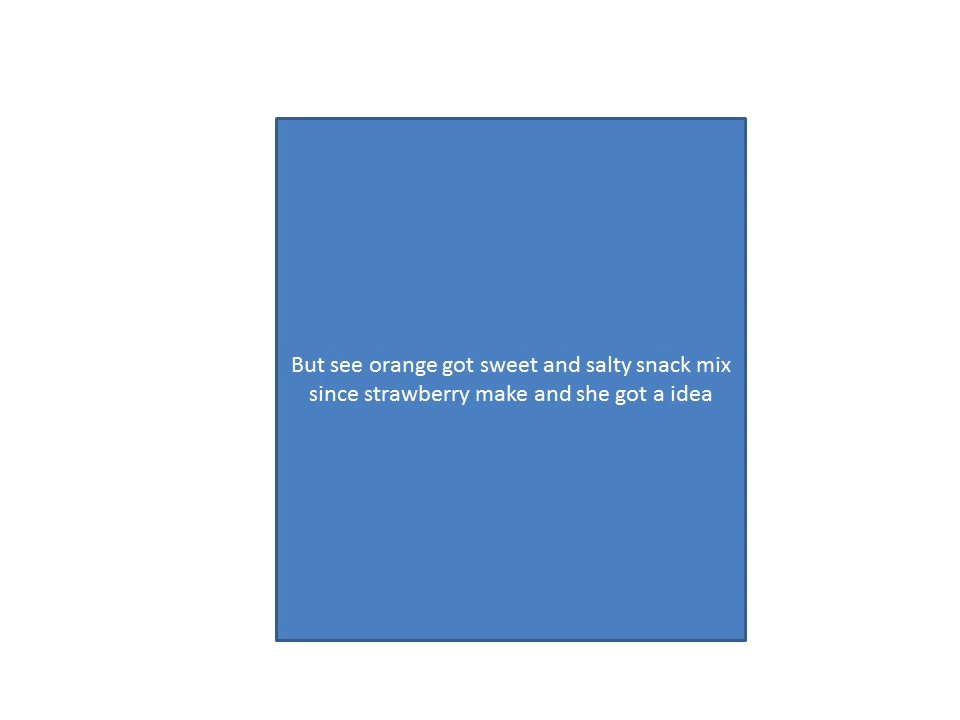 But see orange got sweet and salty snack mix
since strawberry make and she got a idea